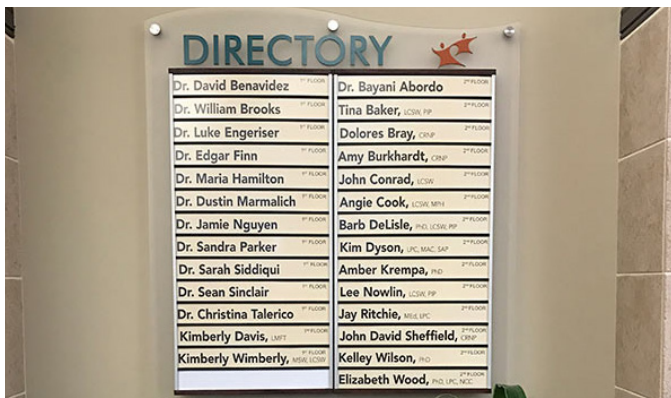 DIRECTORY
Dr. David Benavidez 1ST FLOOR
Dr. William Brooks 1ST FLOOR
Dr. Luke Engeriser 1ST FLOOR
Dr. Edgar Finn 1ST FLOOR
Dr. Maria Hamilton 1ST FLOOR
Dr. Dustin Marmalich 1ST FLOOR
Dr. Jamie Nguyen 1ST FLOOR
Dr. Sandra Parker 1ST FLOOR
Dr. Sarah Siddiqui 1ST FLOOR
Dr. Sean Sinclair 1ST FLOOR
Dr. Christina Talerico 1ST FLOOR
Kimberly Davis, LMFT 1ST FLOOR
Kimberly Wimberly, MSW, LCSW 1ST FLOOR
Dr. Bayani Abordo 2ND FLOOR
Tina Baker, LCSW, PIP 2ND FLOOR
Dolores Bray, CRNP 2ND FLOOR
Amy Burkhardt, CRNP 2ND FLOOR
John Conrad, LCSW 2ND FLOOR
Angie Cook, LCSW, MPH 2ND FLOOR
Barb DeLisle, PhD, LCSW, PIP 2ND FLOOR
Kim Dyson, LPC, MAC, SAP 2ND FLOOR
Amber Krempa, PhD 2ND FLOOR
Lee Nowlin, LCSW, PIP 2ND FLOOR
Jay Ritchie, MEd, LPC 2ND FLOOR
John David Sheffield, CRNP 2ND FLOOR
Kelley Wilson, PhD 2ND FLOOR
Elizabeth Wood, PhD, LPC, NCC 2ND FLOOR